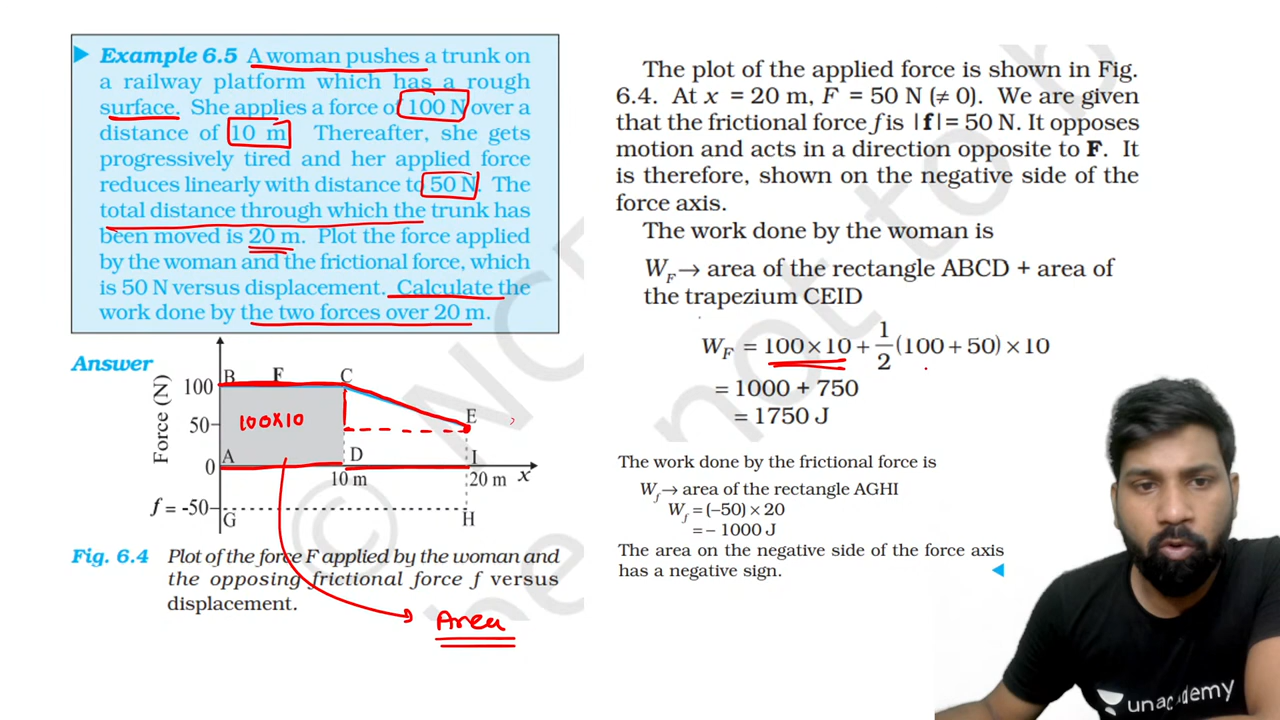 Example 6.5 A woman pushes a trunk on
a railway platform which has a rough
surface. She applies a force of 100 N over a
distance of 10 m. Thereafter, she gets
progressively tired and her applied force
reduces linearly with distance to 50 N. The
total distance through which the trunk has
been moved is 20 m. Plot the force applied
by the woman and the frictional force, which
is 50 N versus displacement. Calculate the
work done by the two forces over 20 m.
Answer
Force (N)
100
50
0
f = -50
B
F
C
E
100×10
A
D
I
10 m
20 m
x
G
H
Fig. 6.4 Plot of the force F applied by the woman and
the opposing frictional force f versus
displacement.
Area
The plot of the applied force is shown in Fig.
6.4. At x = 20 m, F = 50 N (≠ 0). We are given
that the frictional force f is |f|= 50 N. It opposes
motion and acts in a direction opposite to F. It
is therefore, shown on the negative side of the
force axis.
The work done by the woman is
W_F → area of the rectangle ABCD + area of
the trapezium CEID
W_F = 100×10 + 1/2 (100+50)×10
= 1000 + 750
= 1750 J
The work done by the frictional force is
W_f → area of the rectangle AGHI
W_f = (−50) × 20
= − 1000 J
The area on the negative side of the force axis
has a negative sign.
unacademy